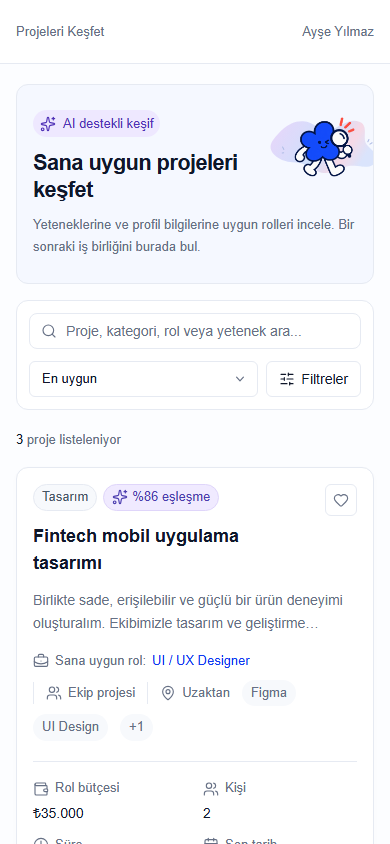 Projeleri Keşfet
Ayşe Yılmaz
AI destekli keşif
Sana uygun projeleri
keşfet
Yeteneklerine ve profil bilgilerine uygun rolleri incele. Bir
sonraki iş birliğini burada bul.
Proje, kategori, rol veya yetenek ara...
En uygun
Filtreler
3 proje listeleniyor
Tasarım
%86 eşleşme
Fintech mobil uygulama
tasarımı
Birlikte sade, erişilebilir ve güçlü bir ürün deneyimi
oluşturalım. Ekibimizle tasarım ve geliştirme…
Sana uygun rol: UI / UX Designer
Ekip projesi
Uzaktan
Figma
UI Design
+1
Rol bütçesi
Kişi
₺35.000
2
Süre
Son tarih